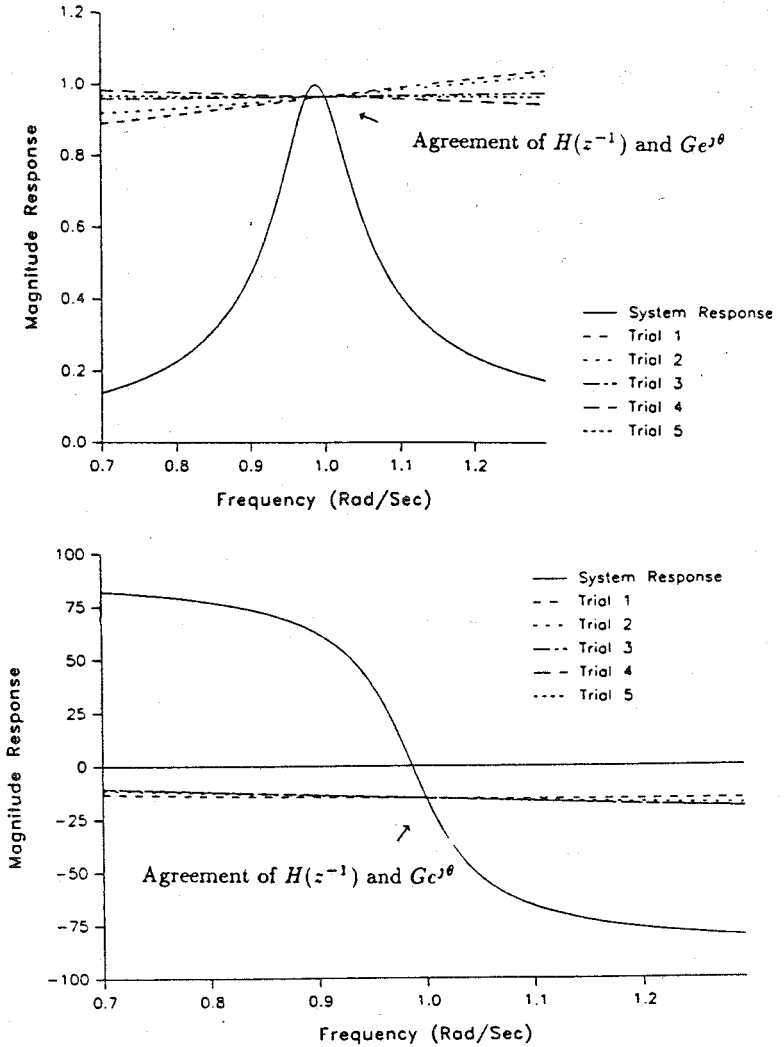 1.2
1.0
0.8
0.6
0.4
0.2
0.0
Magnitude Response
Agreement of H(z⁻¹) and Ge^{jθ}
System Response
Trial 1
Trial 2
Trial 3
Trial 4
Trial 5
0.7 0.8 0.9 1.0 1.1 1.2
Frequency (Rad/Sec)
100
75
50
25
0
-25
-50
-75
-100
Magnitude Response
System Response
Trial 1
Trial 2
Trial 3
Trial 4
Trial 5
Agreement of H(z⁻¹) and Ge^{jθ}
0.7 0.8 0.9 1.0 1.1 1.2
Frequency (Rad/Sec)